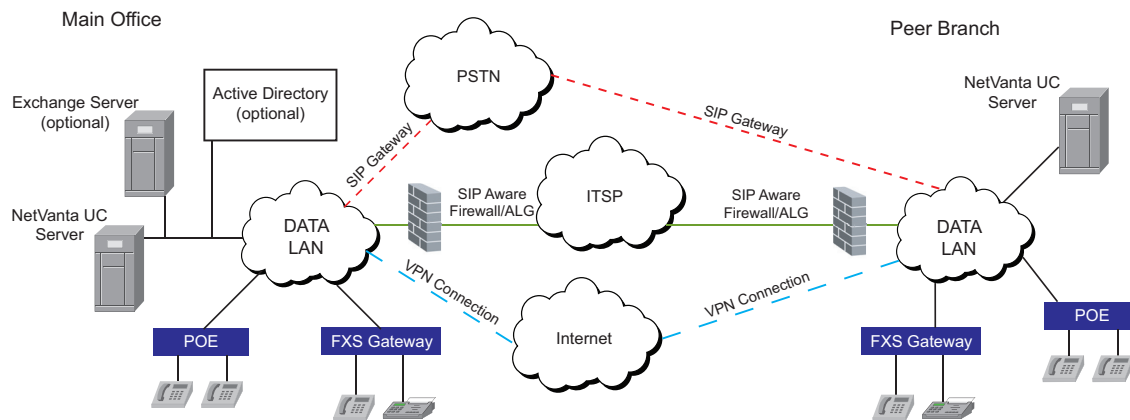 Main Office
Peer Branch
PSTN
NetVanta UC
Server
Exchange Server
(optional)
Active Directory
(optional)
SIP Gateway
SIP Gateway
SIP Aware
Firewall/ALG
ITSP
SIP Aware
Firewall/ALG
NetVanta UC
Server
DATA
LAN
DATA
LAN
VPN Connection
VPN Connection
Internet
POE
FXS Gateway
FXS Gateway
POE